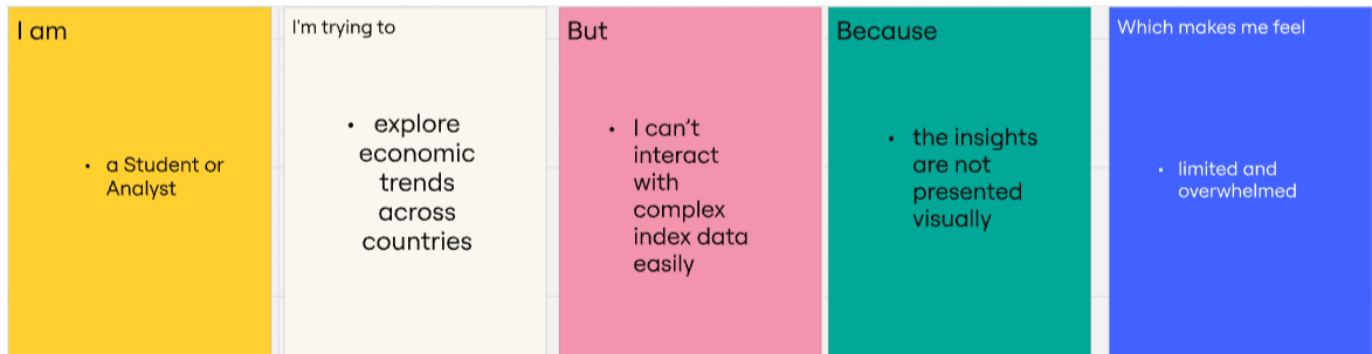 I am
• a Student or
Analyst
I'm trying to
• explore
economic
trends
across
countries
But
• I can’t
interact
with
complex
index data
easily
Because
• the insights
are not
presented
visually
Which makes me feel
• limited and
overwhelmed